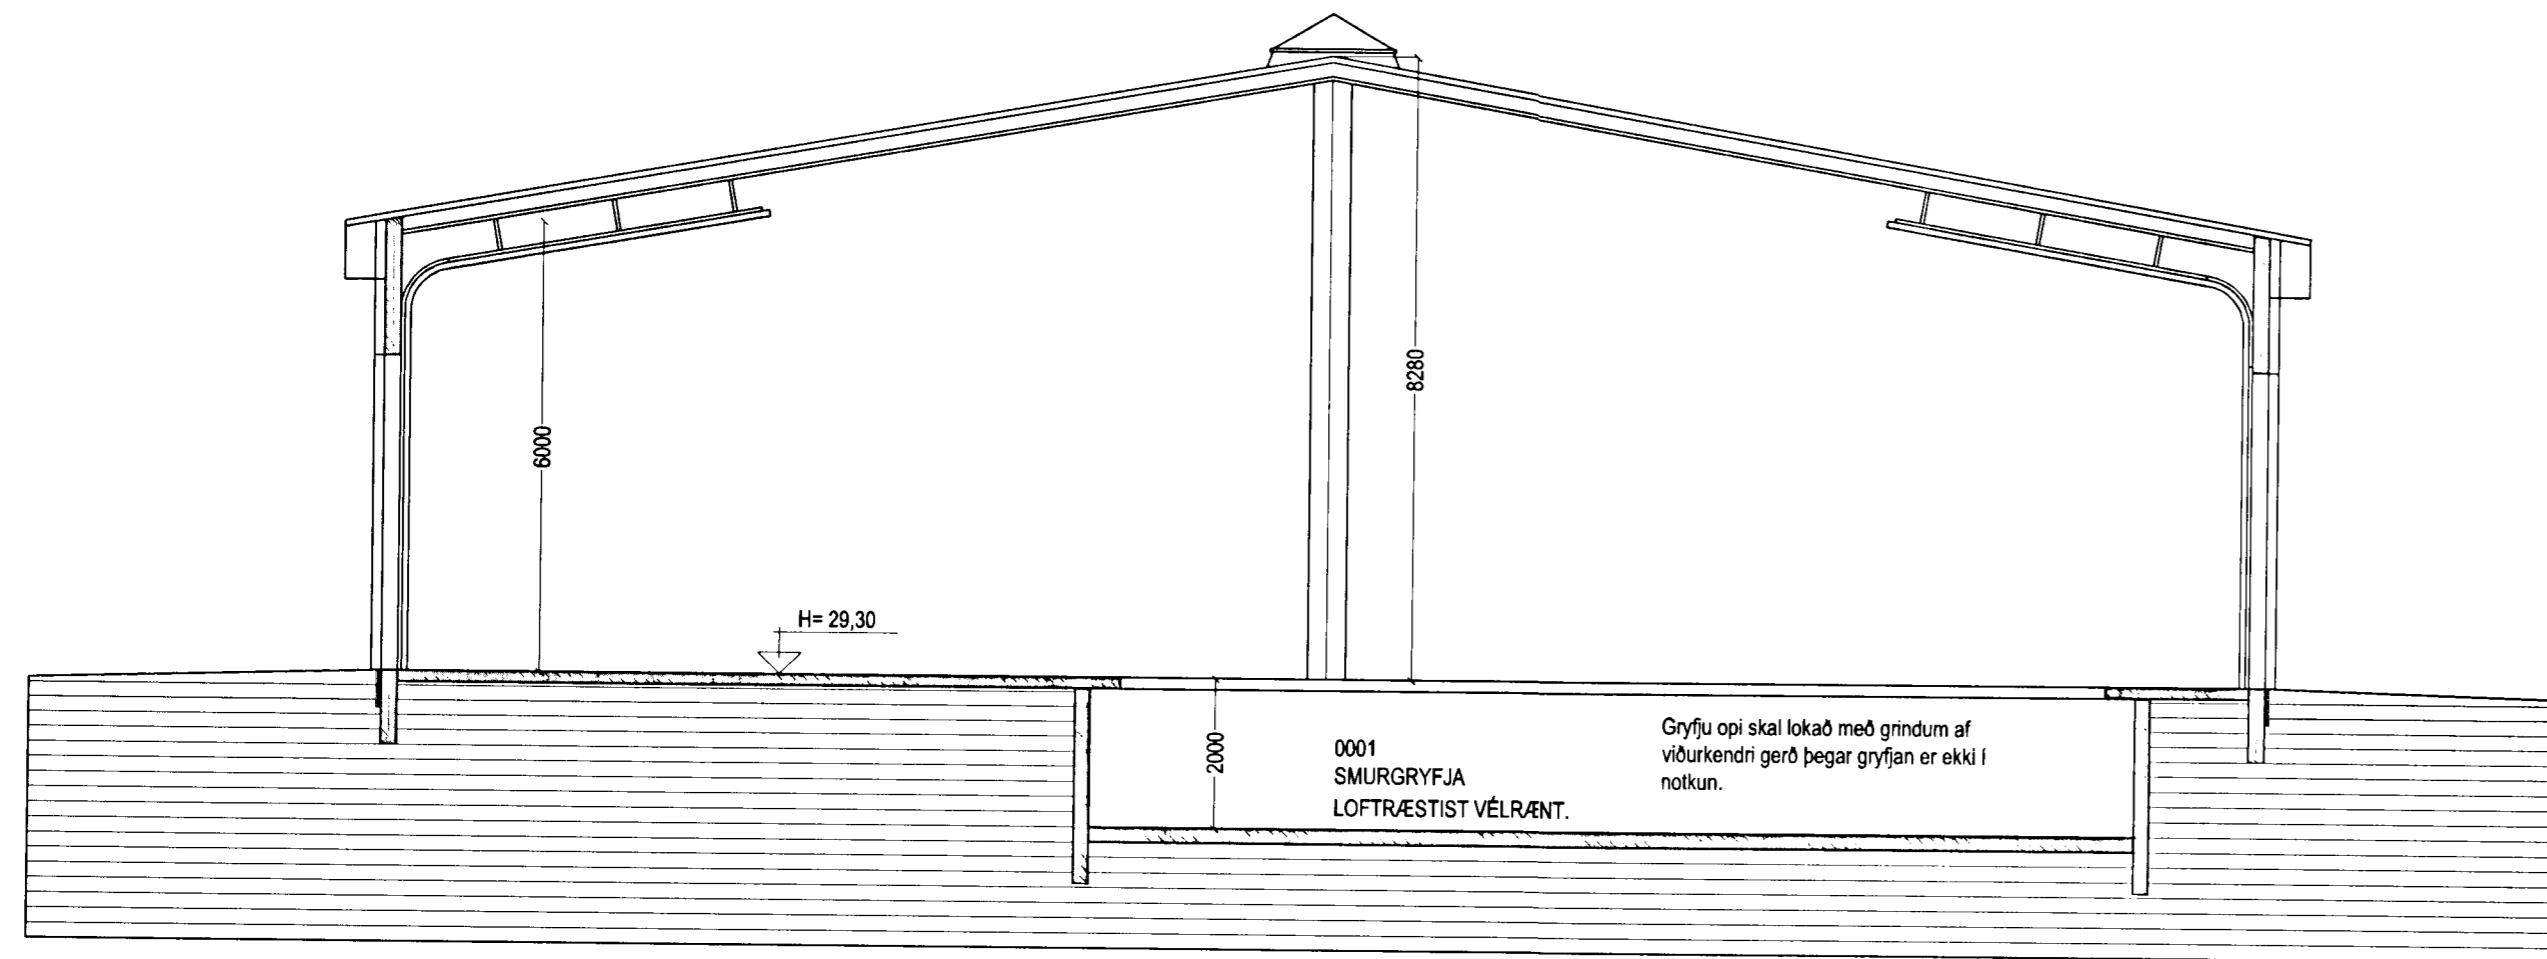 8280
6000
H= 29,30
2000
0001
SMURGRYFJA
LOFTRÆSTIST VÉLRÆNT.
Gryfju opi skal lokað með grindum af
viðurkendri gerð þegar gryfjan er ekki í
notkun.